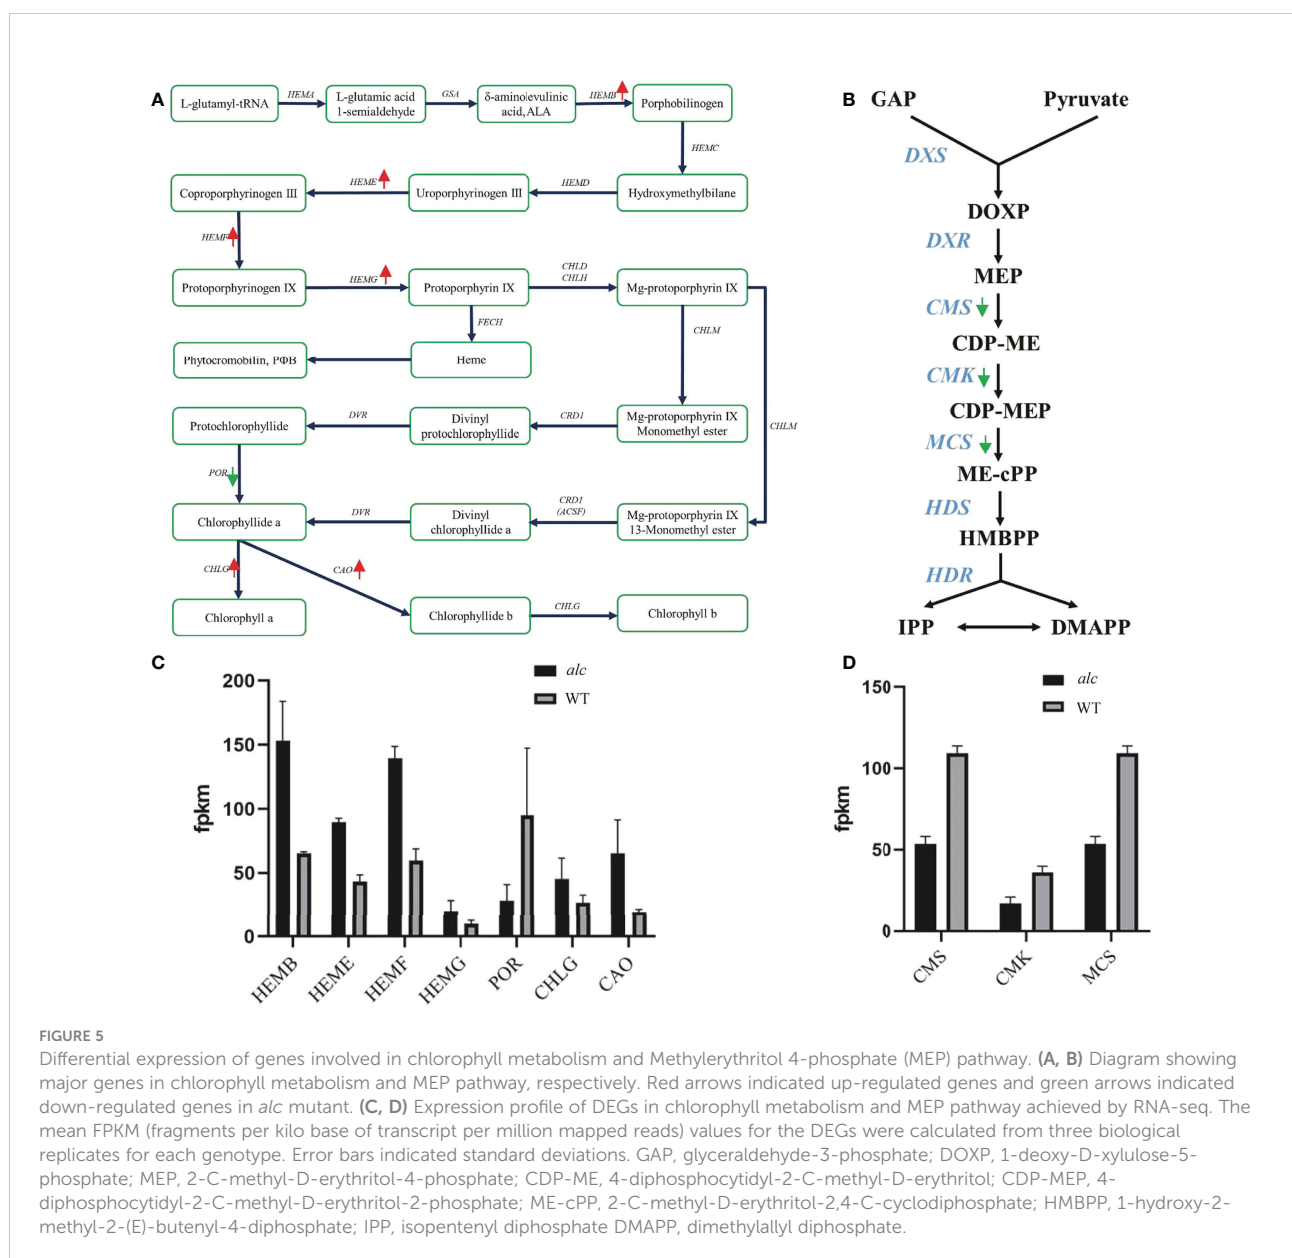 A
L-glutamyl-tRNA
HEMA
L-glutamic acid
1-semialdehyde
GSA
δ-aminolevulinic
acid, ALA
HEMB
Porphobilinogen
HEMC
Coproporphyrinogen III
HEME
Uroporphyrinogen III
HEMD
Hydroxymethylbilane
HEMF
Protoporphyrinogen IX
HEMG
Protoporphyrin IX
CHLD
CHLH
Mg-protoporphyrin IX
FECH
CHLM
Phytocromobilin, PΦB
Heme
Protochlorophyllide
DVR
Divinyl
protochlorophyllide
CRD1
Mg-protoporphyrin IX
Monomethyl ester
CHLM
POR
Chlorophyllide a
DVR
Divinyl
chlorophyllide a
CRD1
(ACSF)
Mg-protoporphyrin IX
13-Monomethyl ester
CHLG
CAO
Chlorophyll a
Chlorophyllide b
CHLG
Chlorophyll b
B
GAP
Pyruvate
DXS
DOXP
DXR
MEP
CMS
CDP-ME
CMK
CDP-MEP
MCS
ME-cPP
HDS
HMBPP
HDR
IPP
DMAPP
C
alc
WT
200
150
100
50
0
fpkm
HEMB
HEME
HEMF
HEMG
POR
CHLG
CAO
D
alc
WT
150
100
50
0
fpkm
CMS
CMK
MCS
FIGURE 5
Differential expression of genes involved in chlorophyll metabolism and Methylerythritol 4-phosphate (MEP) pathway. (A, B) Diagram showing
major genes in chlorophyll metabolism and MEP pathway, respectively. Red arrows indicated up-regulated genes and green arrows indicated
down-regulated genes in alc mutant. (C, D) Expression profile of DEGs in chlorophyll metabolism and MEP pathway achieved by RNA-seq. The
mean FPKM (fragments per kilo base of transcript per million mapped reads) values for the DEGs were calculated from three biological
replicates for each genotype. Error bars indicated standard deviations. GAP, glyceraldehyde-3-phosphate; DOXP, 1-deoxy-D-xylulose-5-
phosphate; MEP, 2-C-methyl-D-erythritol-4-phosphate; CDP-ME, 4-diphosphocytidyl-2-C-methyl-D-erythritol; CDP-MEP, 4-
diphosphocytidyl-2-C-methyl-D-erythritol-2-phosphate; ME-cPP, 2-C-methyl-D-erythritol-2,4-C-cyclodiphosphate; HMBPP, 1-hydroxy-2-
methyl-2-(E)-butenyl-4-diphosphate; IPP, isopentenyl diphosphate DMAPP, dimethylallyl diphosphate.